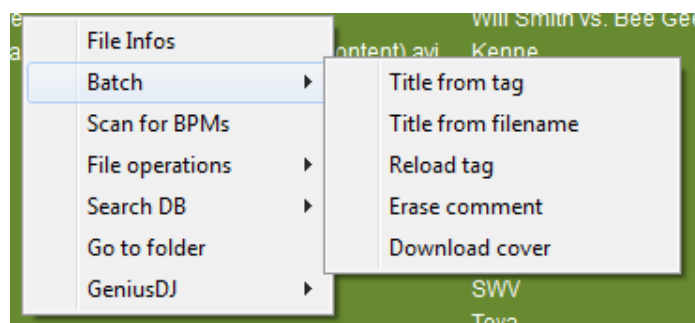 Will Smith vs. Bee Gee
File Infos
ontent) avi
Kenne
Batch
Title from tag
Scan for BPMs
Title from filename
File operations
Reload tag
Search DB
Erase comment
Go to folder
Download cover
GeniusDJ
SWV